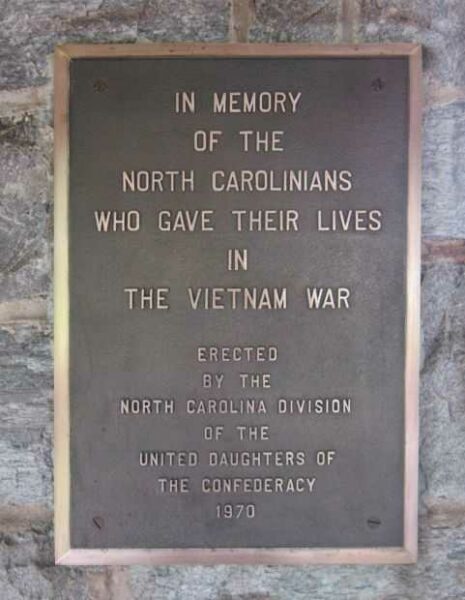 IN MEMORY
OF THE
NORTH CAROLINIANS
WHO GAVE THEIR LIVES
IN
THE VIETNAM WAR
ERECTED
BY THE
NORTH CAROLINA DIVISION
OF THE
UNITED DAUGHTERS OF
THE CONFEDERACY
1970